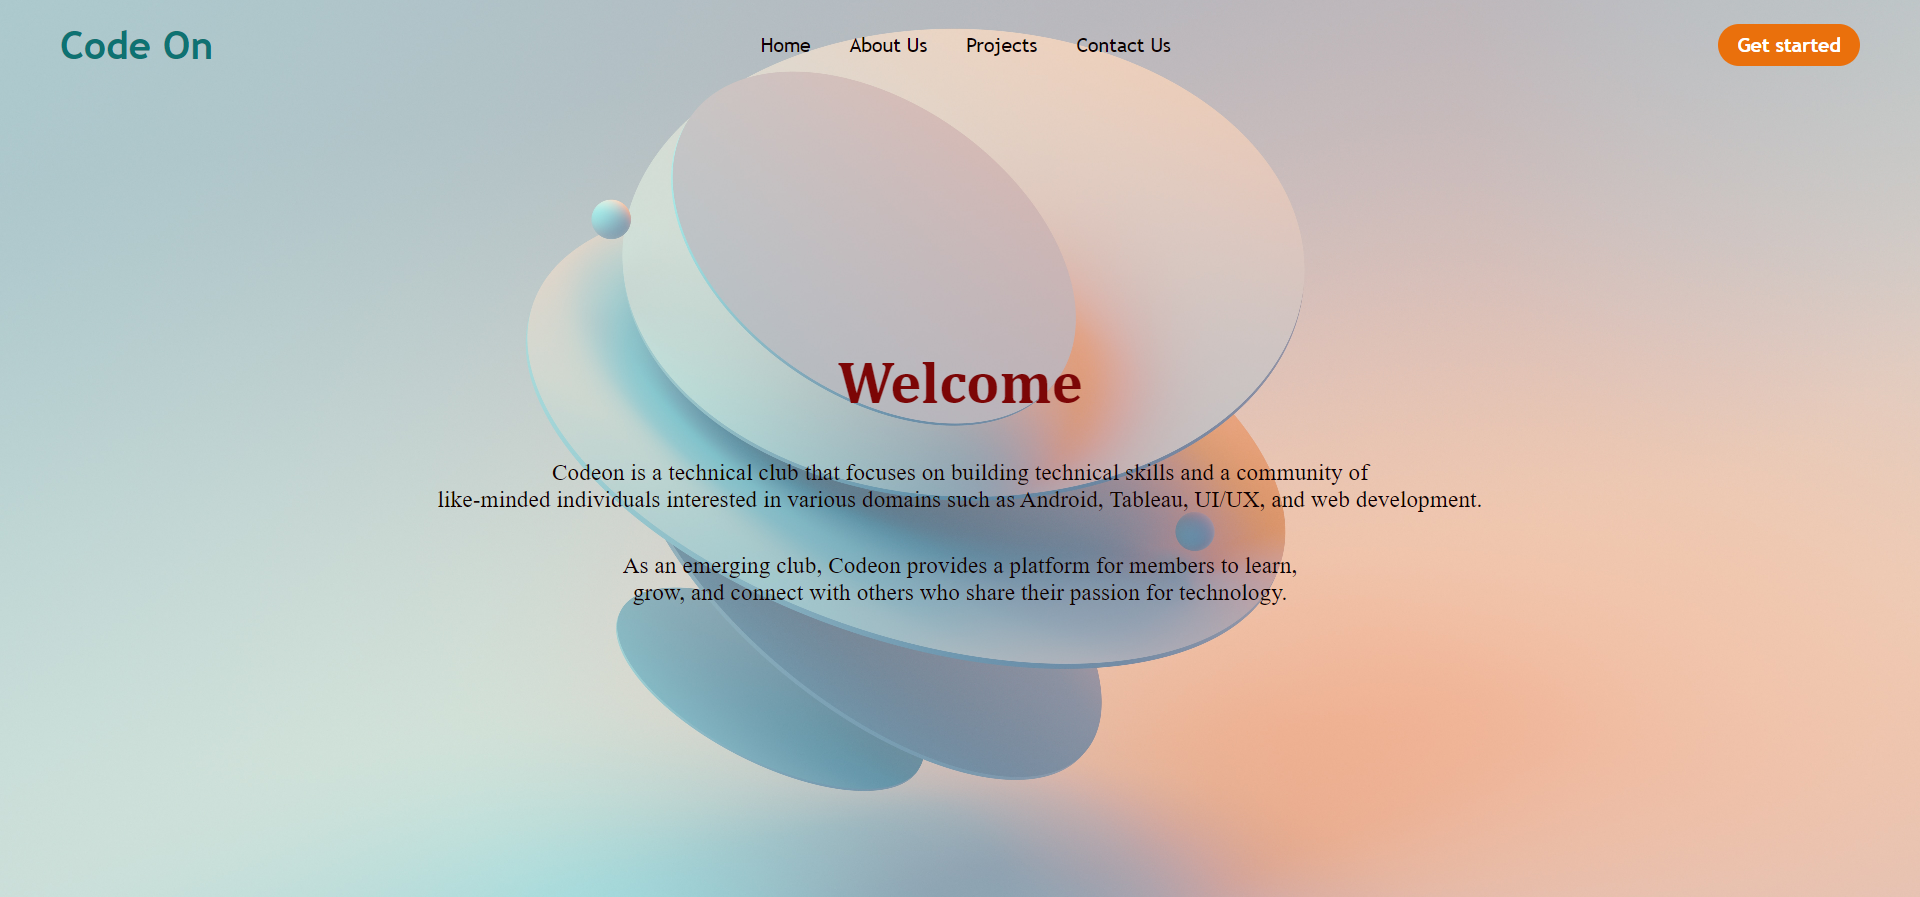 Code On
Home
About Us
Projects
Contact Us
Get started
Welcome
Codeon is a technical club that focuses on building technical skills and a community of
like-minded individuals interested in various domains such as Android, Tableau, UI/UX, and web development.
As an emerging club, Codeon provides a platform for members to learn,
grow, and connect with others who share their passion for technology.